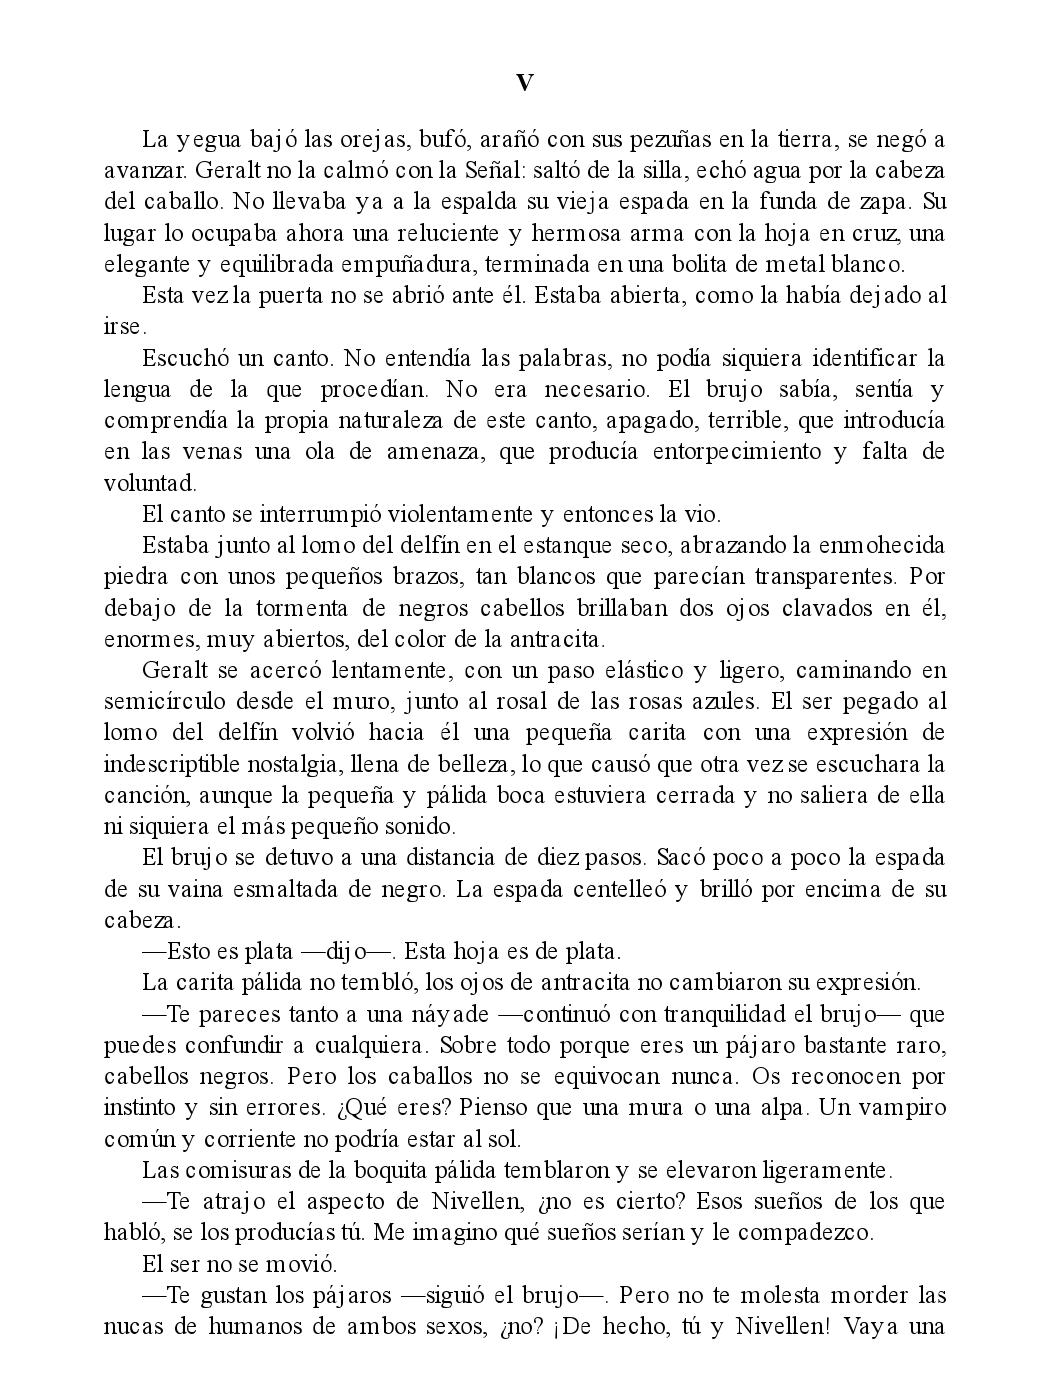 V
La yegua bajó las orejas, bufó, arañó con sus pezuñas en la tierra, se negó a
avanzar. Geralt no la calmó con la Señal: saltó de la silla, echó agua por la cabeza
del caballo. No llevaba ya a la espalda su vieja espada en la funda de zapa. Su
lugar lo ocupaba ahora una reluciente y hermosa arma con la hoja en cruz, una
elegante y equilibrada empuñadura, terminada en una bolita de metal blanco.
Esta vez la puerta no se abrió ante él. Estaba abierta, como la había dejado al
irse.
Escuchó un canto. No entendía las palabras, no podía siquiera identificar la
lengua de la que procedían. No era necesario. El brujo sabía, sentía y
comprendía la propia naturaleza de este canto, apagado, terrible, que introducía
en las venas una ola de amenaza, que producía entorpecimiento y falta de
voluntad.
El canto se interrumpió violentamente y entonces la vio.
Estaba junto al lomo del delfín en el estanque seco, abrazando la enmohecida
piedra con unos pequeños brazos, tan blancos que parecían transparentes. Por
debajo de la tormenta de negros cabellos brillaban dos ojos clavados en él,
enormes, muy abiertos, del color de la antracita.
Geralt se acercó lentamente, con un paso elástico y ligero, caminando en
semicírculo desde el muro, junto al rosal de las rosas azules. El ser pegado al
lomo del delfín volvió hacia él una pequeña carita con una expresión de
indescriptible nostalgia, llena de belleza, lo que causó que otra vez se escuchara la
canción, aunque la pequeña y pálida boca estuviera cerrada y no saliera de ella
ni siquiera el más pequeño sonido.
El brujo se detuvo a una distancia de diez pasos. Sacó poco a poco la espada
de su vaina esmaltada de negro. La espada centelleó y brilló por encima de su
cabeza.
—Esto es plata —dijo—. Esta hoja es de plata.
La carita pálida no tembló, los ojos de antracita no cambiaron su expresión.
—Te pareces tanto a una náyade —continuó con tranquilidad el brujo— que
puedes confundir a cualquiera. Sobre todo porque eres un pájaro bastante raro,
cabellos negros. Pero los caballos no se equivocan nunca. Os reconocen por
instinto y sin errores. ¿Qué eres? Pienso que una mura o una alpa. Un vampiro
común y corriente no podría estar al sol.
Las comisuras de la boquita pálida temblaron y se elevaron ligeramente.
—Te atrajo el aspecto de Nivellen, ¿no es cierto? Esos sueños de los que
habló, se los producías tú. Me imagino qué sueños serían y le compadezco.
El ser no se movió.
—Te gustan los pájaros —siguió el brujo—. Pero no te molesta morder las
nucas de humanos de ambos sexos, ¿no? ¡De hecho, tú y Nivellen! Vaya una